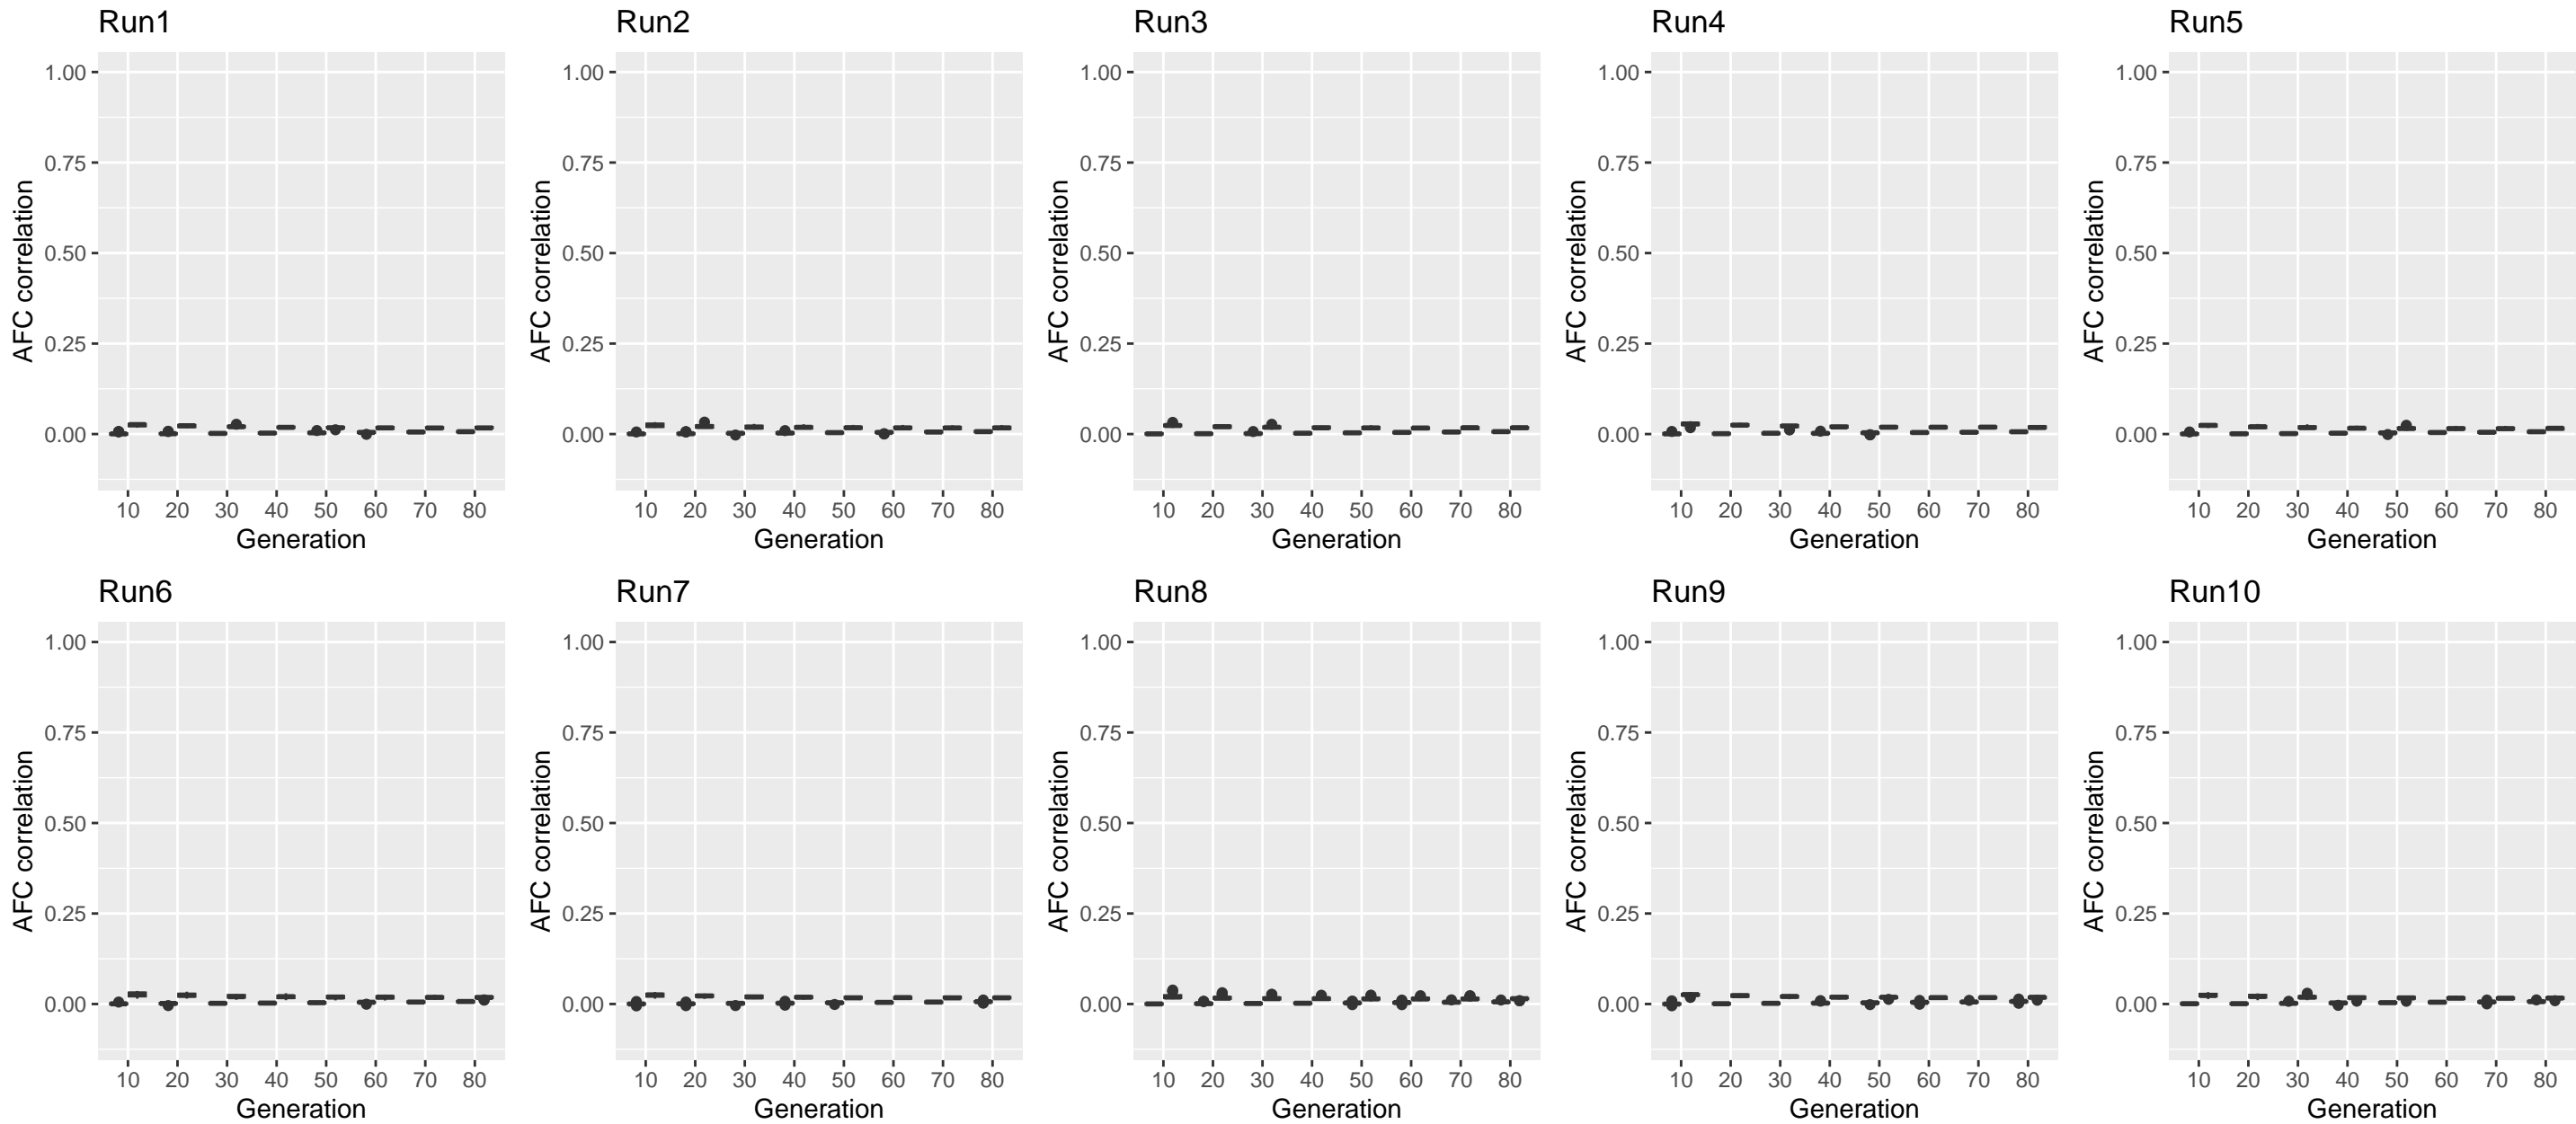 Run1 Run2 Run3 Run4 Run5
1.00 1.00 1.00 1.00 1.00
0.75 0.75 0.75 0.75 0.75
0.50 0.50 0.50 0.50 0.50
0.25 0.25 0.25 0.25 0.25
0.00 0.00 0.00 0.00 0.00
AFC correlation AFC correlation AFC correlation AFC correlation AFC correlation
10 20 30 40 50 60 70 80 10 20 30 40 50 60 70 80 10 20 30 40 50 60 70 80 10 20 30 40 50 60 70 80 10 20 30 40 50 60 70 80
Generation Generation Generation Generation Generation
Run6 Run7 Run8 Run9 Run10
1.00 1.00 1.00 1.00 1.00
0.75 0.75 0.75 0.75 0.75
0.50 0.50 0.50 0.50 0.50
0.25 0.25 0.25 0.25 0.25
0.00 0.00 0.00 0.00 0.00
AFC correlation AFC correlation AFC correlation AFC correlation AFC correlation
10 20 30 40 50 60 70 80 10 20 30 40 50 60 70 80 10 20 30 40 50 60 70 80 10 20 30 40 50 60 70 80 10 20 30 40 50 60 70 80
Generation Generation Generation Generation Generation